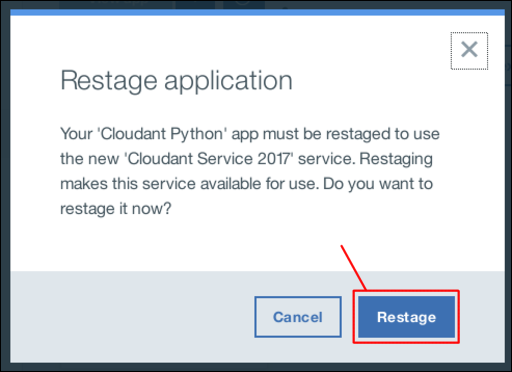 Restage application
Your 'Cloudant Python' app must be restaged to use
the new 'Cloudant Service 2017' service. Restaging
makes this service available for use. Do you want to
restage it now?
Cancel
Restage